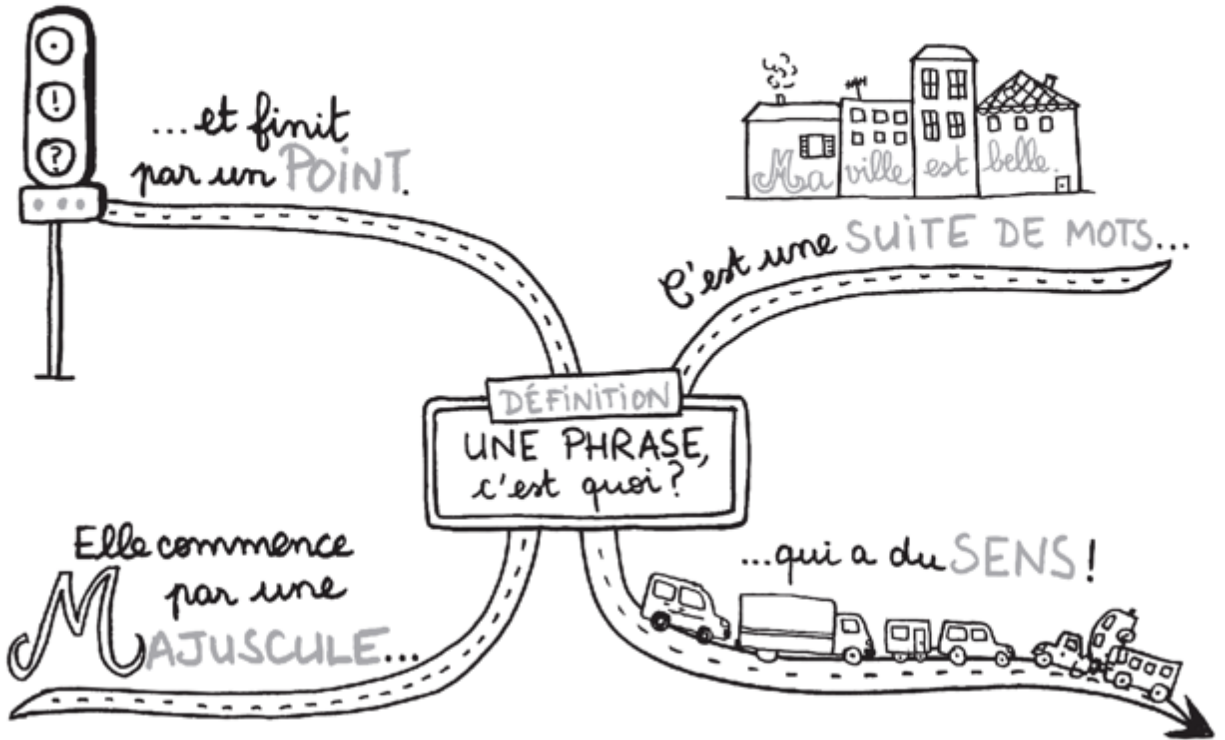 DÉFINITION
UNE PHRASE,
c'est quoi ?
C'est une SUITE DE MOTS...
Ma ville est belle.
...qui a du SENS !
Elle commence
par une
MAJUSCULE...
...et finit
par un POINT.
.
!
?
...